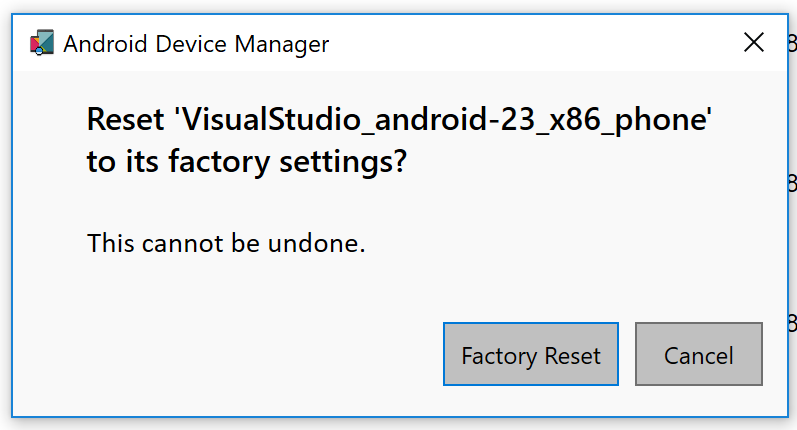 Android Device Manager
Reset 'VisualStudio_android-23_x86_phone'
to its factory settings?
This cannot be undone.
Factory Reset
Cancel